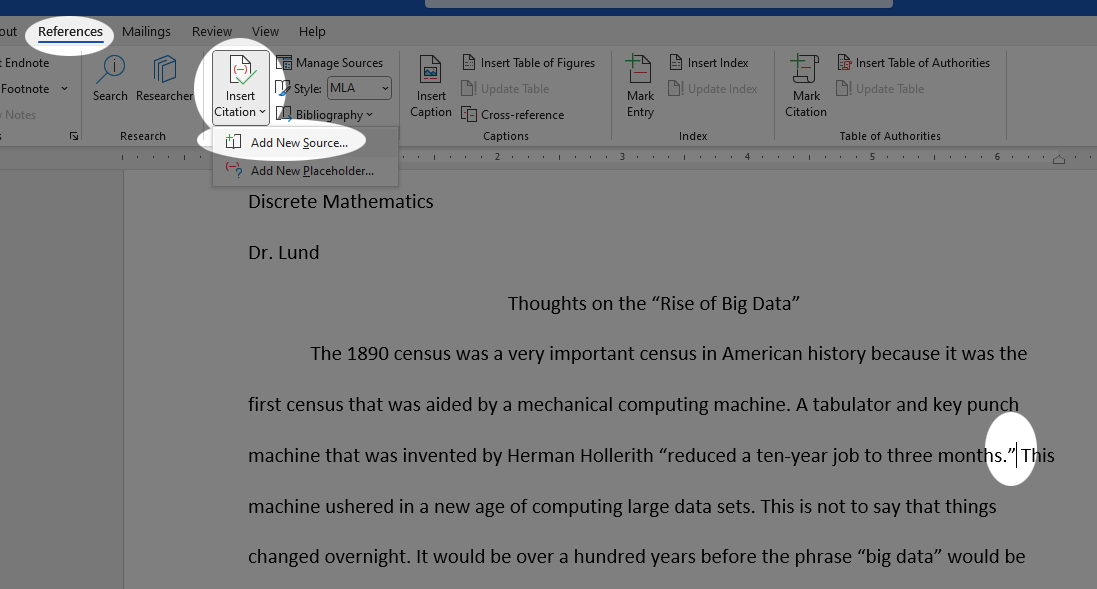 out References Mailings Review View Help
t Endnote
Footnote
y Notes
s
Search Researcher
Research
Insert
Citation
Manage Sources
Style: MLA
Bibliography
Add New Source...
Add New Placeholder...
Insert
Caption
Insert Table of Figures
Update Table
Cross-reference
Captions
Mark
Entry
Insert Index
Update Index
Index
Mark
Citation
Insert Table of Authorities
Update Table
Table of Authorities
2 3 4 5 6
Discrete Mathematics
Dr. Lund
Thoughts on the “Rise of Big Data”
The 1890 census was a very important census in American history because it was the
first census that was aided by a mechanical computing machine. A tabulator and key punch
machine that was invented by Herman Hollerith “reduced a ten-year job to three months.” This
machine ushered in a new age of computing large data sets. This is not to say that things
changed overnight. It would be over a hundred years before the phrase “big data” would be